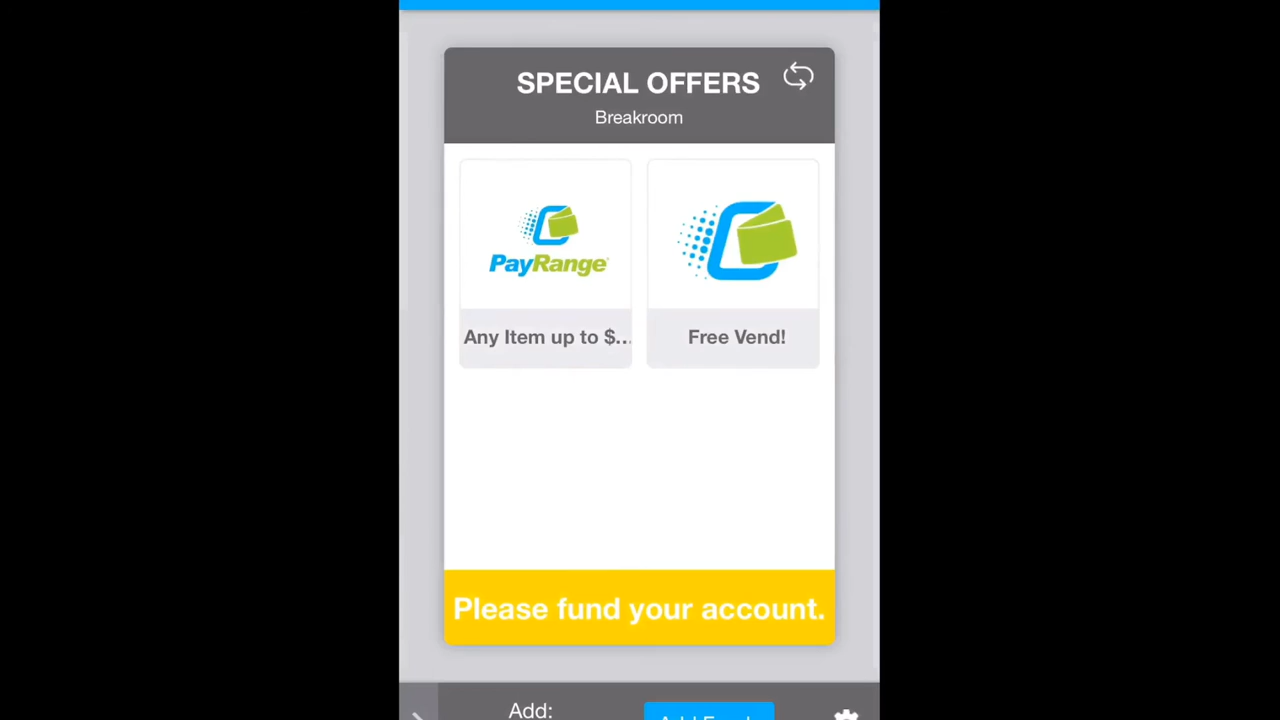 SPECIAL OFFERS
Breakroom
PayRange
Any Item up to $...
Free Vend!
Please fund your account.
Add: